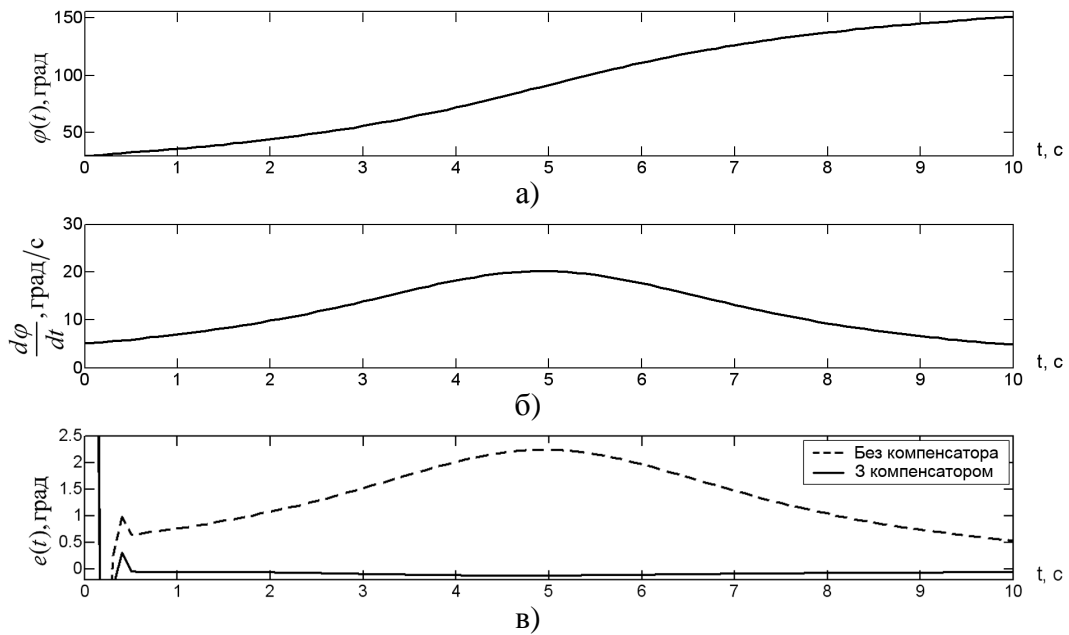 φ(t), град
150
100
50
0 1 2 3 4 5 6 7 8 9 10
t, с
а)
dφ/dt, град/с
30
20
10
0
0 1 2 3 4 5 6 7 8 9 10
t, с
б)
e(t), град
2.5
2
1.5
1
0.5
0
Без компенсатора
З компенсатором
0 1 2 3 4 5 6 7 8 9 10
t, с
в)